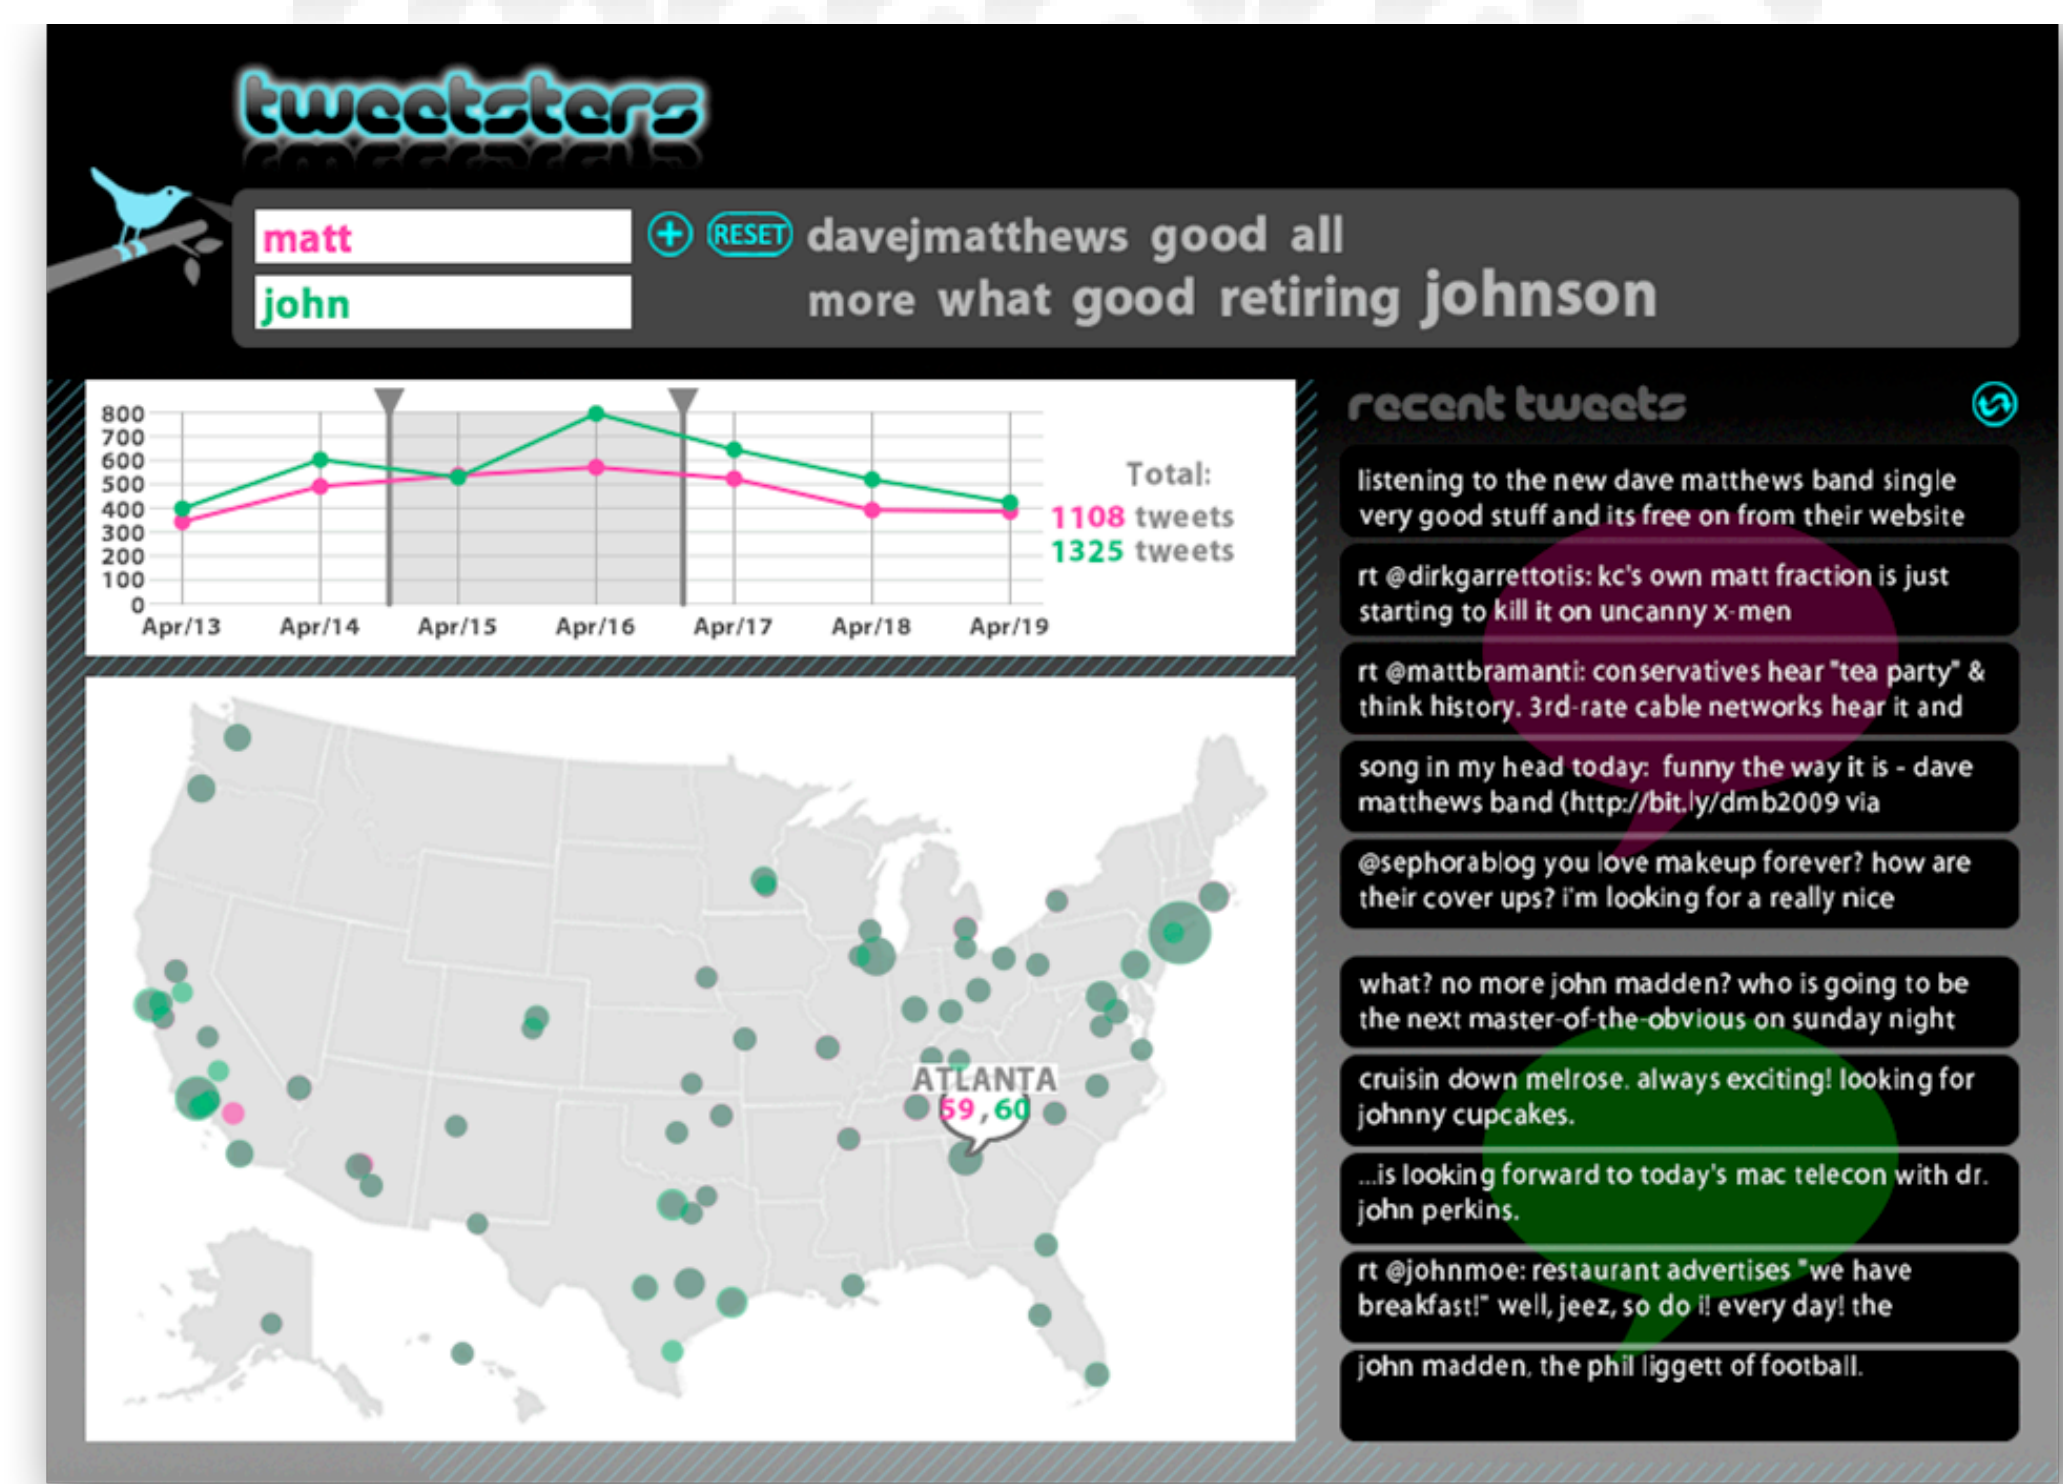 tweetsters
matt
RESET
davejmatthews good all
john
more what good retiring johnson
800
700
600
500
400
300
200
100
0
Apr/13 Apr/14 Apr/15 Apr/16 Apr/17 Apr/18 Apr/19
Total:
1108 tweets
1325 tweets
ATLANTA
59,60
recent tweets
listening to the new dave matthews band single
very good stuff and its free on from their website
rt @dirkgarrettotis: kc's own matt fraction is just
starting to kill it on uncanny x-men
rt @mattbramanti: conservatives hear "tea party" &
think history. 3rd-rate cable networks hear it and
song in my head today: funny the way it is - dave
matthews band (http://bit.ly/dmb2009 via
@sephorablog you love makeup forever? how are
their cover ups? i'm looking for a really nice
what? no more john madden? who is going to be
the next master-of-the-obvious on sunday night
cruisin down melrose. always exciting! looking for
johnny cupcakes.
...is looking forward to today's mac telecon with dr.
john perkins.
rt @johnmoe: restaurant advertises "we have
breakfast!" well, jeez, so do i! every day! the
john madden, the phil liggett of football.